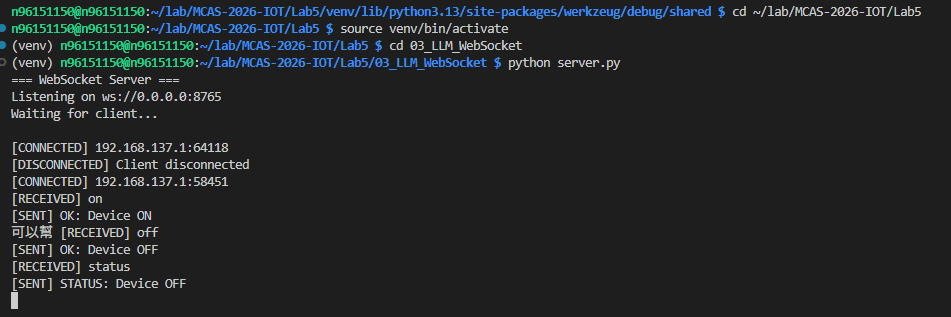 n96151150@n96151150:~/lab/MCAS-2026-IOT/Lab5/venv/lib/python3.13/site-packages/werkzeug/debug/shared $ cd ~/lab/MCAS-2026-IOT/Lab5
n96151150@n96151150:~/lab/MCAS-2026-IOT/Lab5 $ source venv/bin/activate
(venv) n96151150@n96151150:~/lab/MCAS-2026-IOT/Lab5 $ cd 03_LLM_WebSocket
(venv) n96151150@n96151150:~/lab/MCAS-2026-IOT/Lab5/03_LLM_WebSocket $ python server.py
=== WebSocket Server ===
Listening on ws://0.0.0.0:8765
Waiting for client...
[CONNECTED] 192.168.137.1:64118
[DISCONNECTED] Client disconnected
[CONNECTED] 192.168.137.1:58451
[RECEIVED] on
[SENT] OK: Device ON
可以幫 [RECEIVED] off
[SENT] OK: Device OFF
[RECEIVED] status
[SENT] STATUS: Device OFF